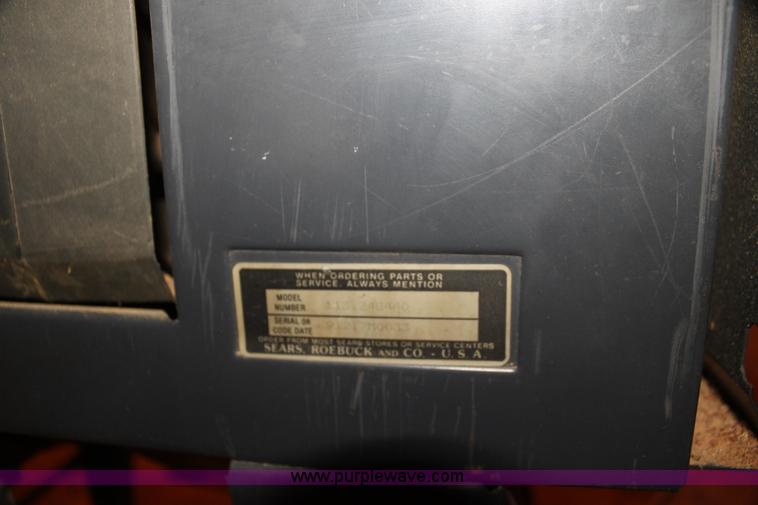 WHEN ORDERING PARTS OR
SERVICE, ALWAYS MENTION
MODEL
NUMBER
SERIAL OR
CODE DATE
ORDER FROM MOST SEARS STORES OR SERVICE CENTERS
SEARS, ROEBUCK AND CO. - U.S.A.
www.purplewave.com